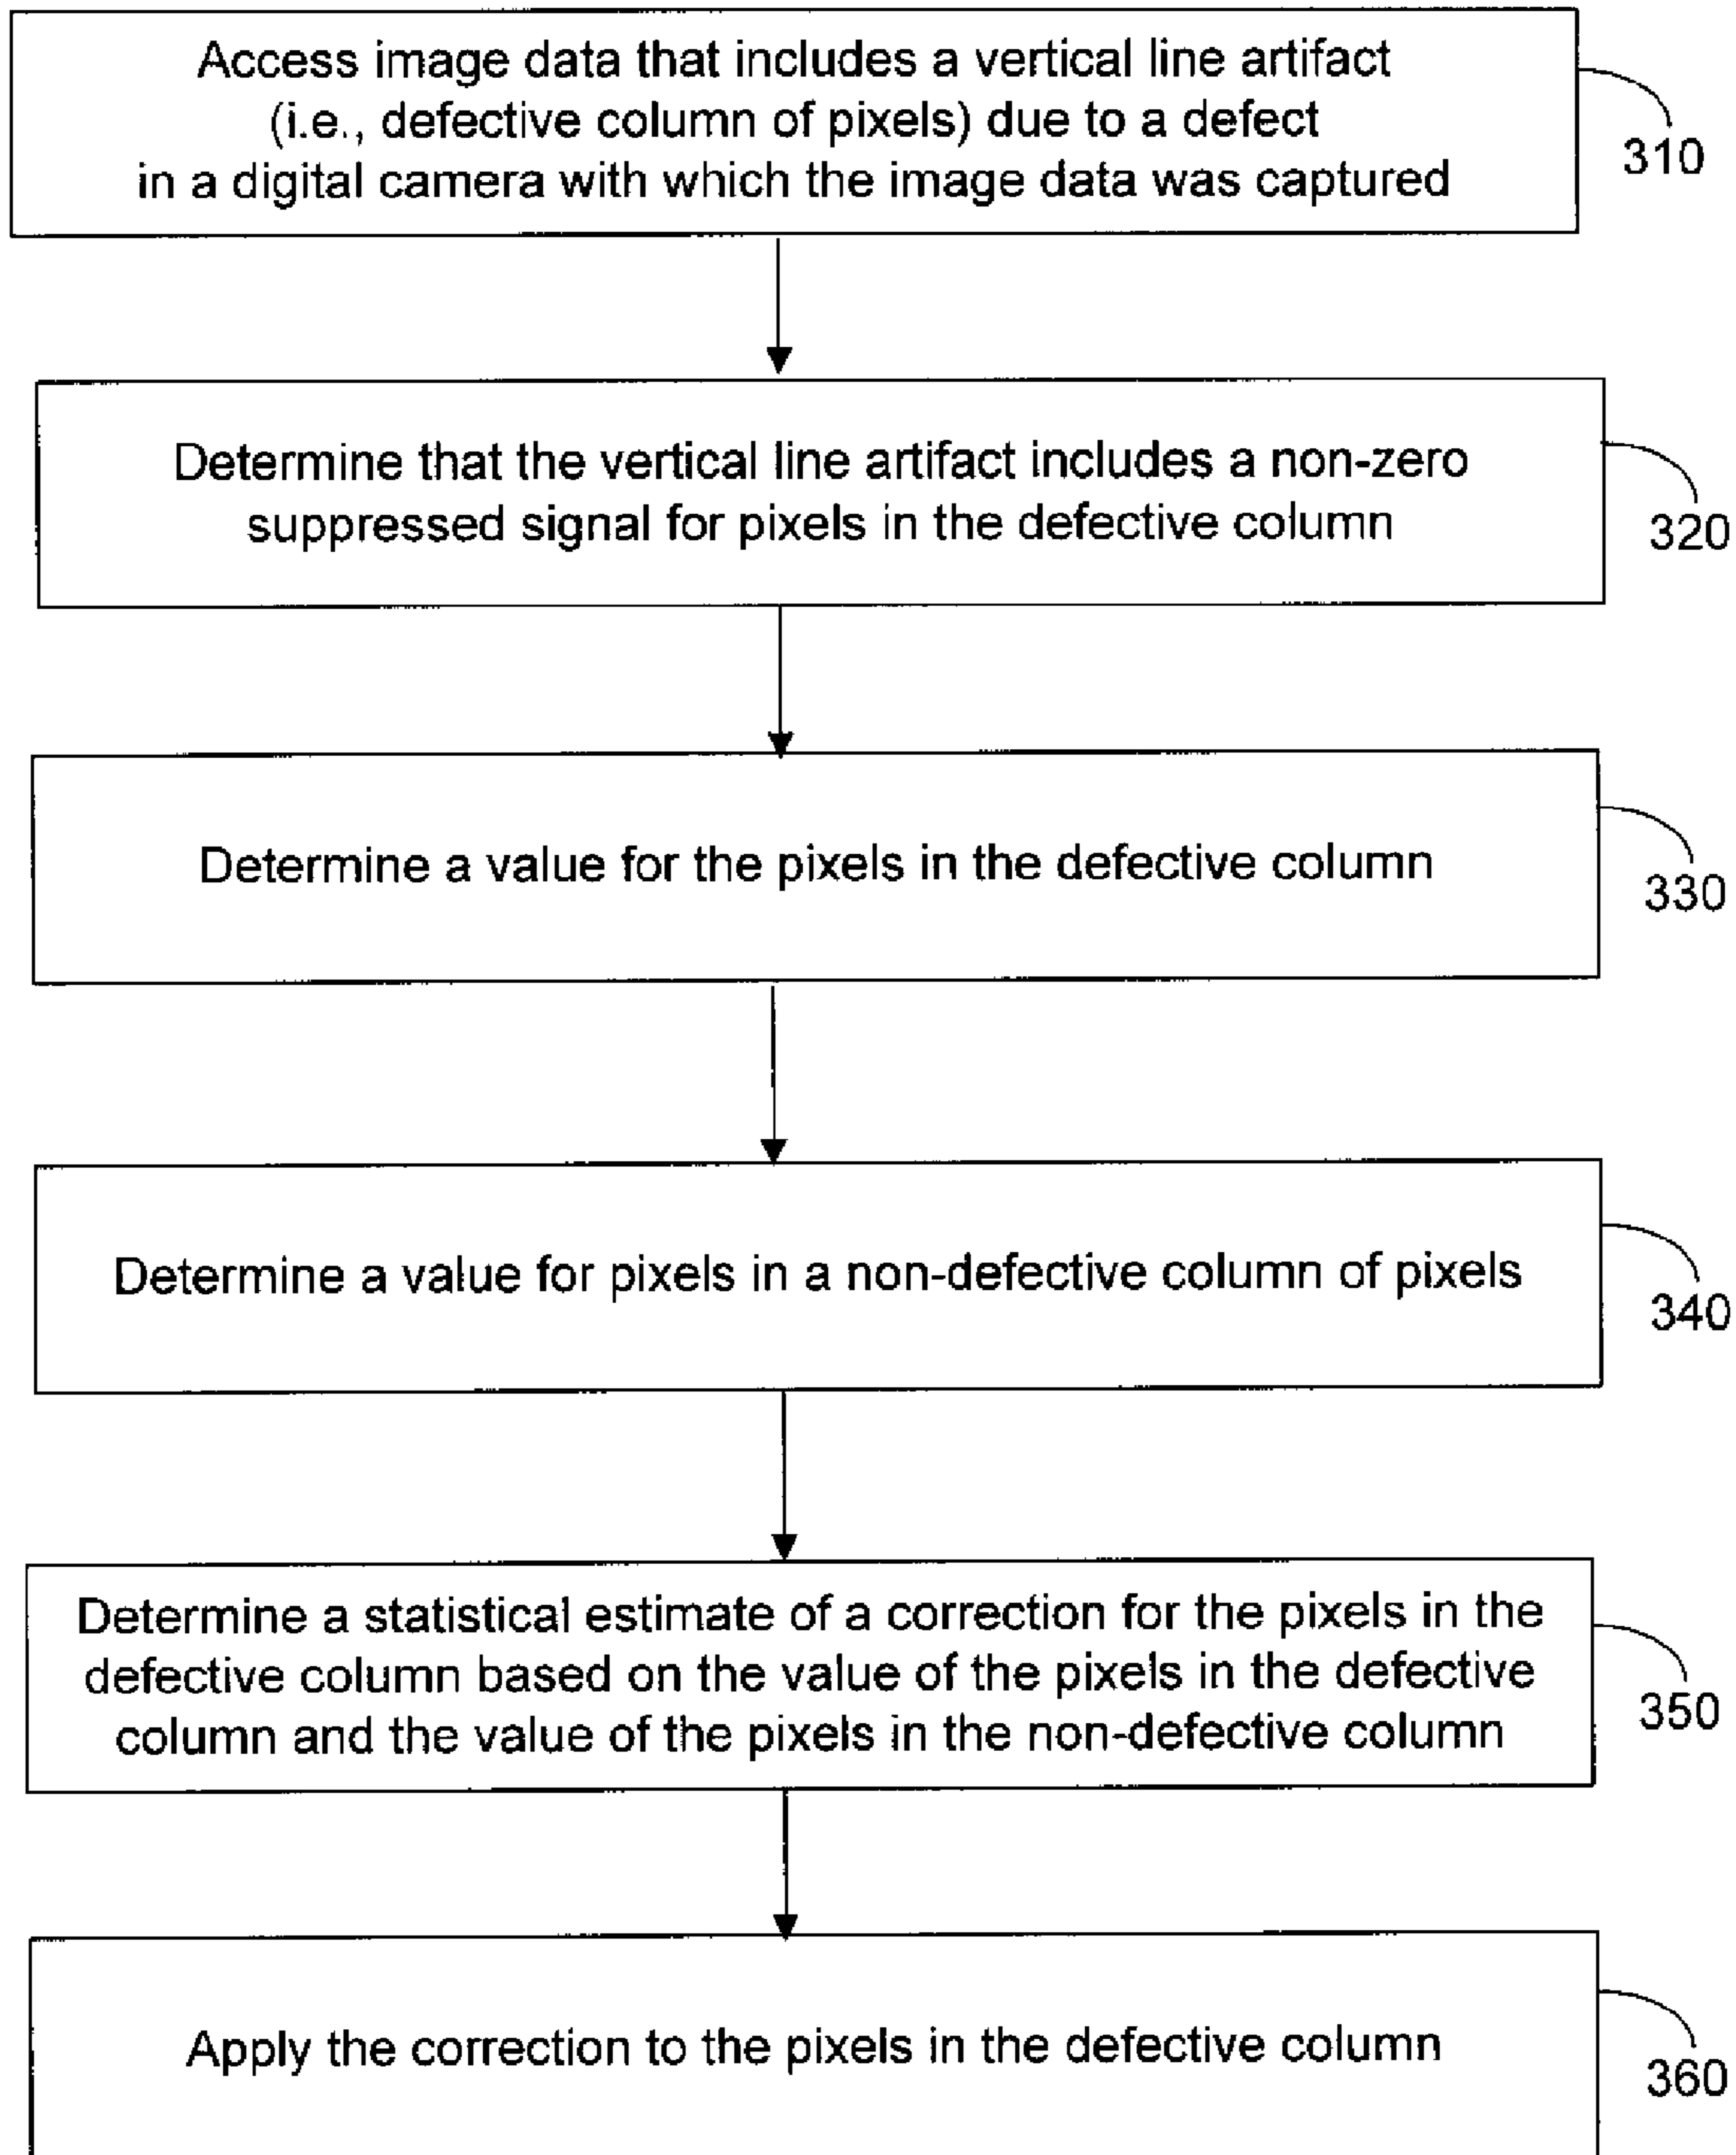 Access image data that includes a vertical line artifact
(i.e., defective column of pixels) due to a defect
in a digital camera with which the image data was captured
310
Determine that the vertical line artifact includes a non-zero
suppressed signal for pixels in the defective column
320
Determine a value for the pixels in the defective column
330
Determine a value for pixels in a non-defective column of pixels
340
Determine a statistical estimate of a correction for the pixels in the
defective column based on the value of the pixels in the defective
column and the value of the pixels in the non-defective column
350
Apply the correction to the pixels in the defective column
360